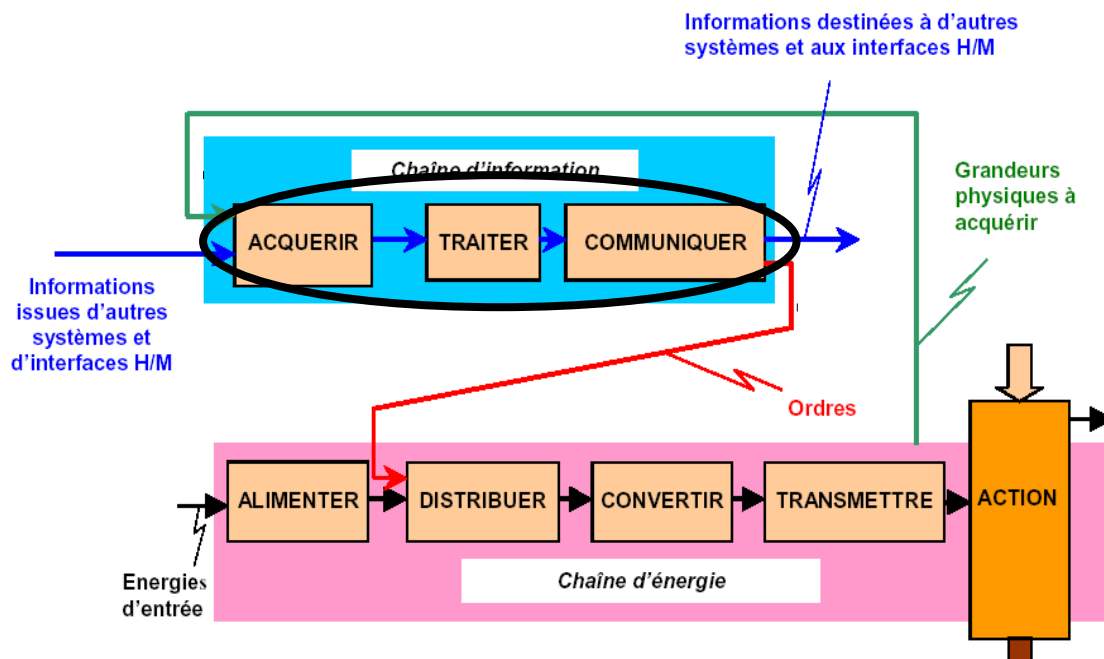 Informations destinées à d'autres
systèmes et aux interfaces H/M
Chaîne d'information
Grandeurs
physiques à
acquérir
ACQUERIR
TRAITER
COMMUNIQUER
Informations
issues d'autres
systèmes et
d'interfaces H/M
Ordres
ALIMENTER
DISTRIBUER
CONVERTIR
TRANSMETTRE
ACTION
Energies
d'entrée
Chaîne d'énergie